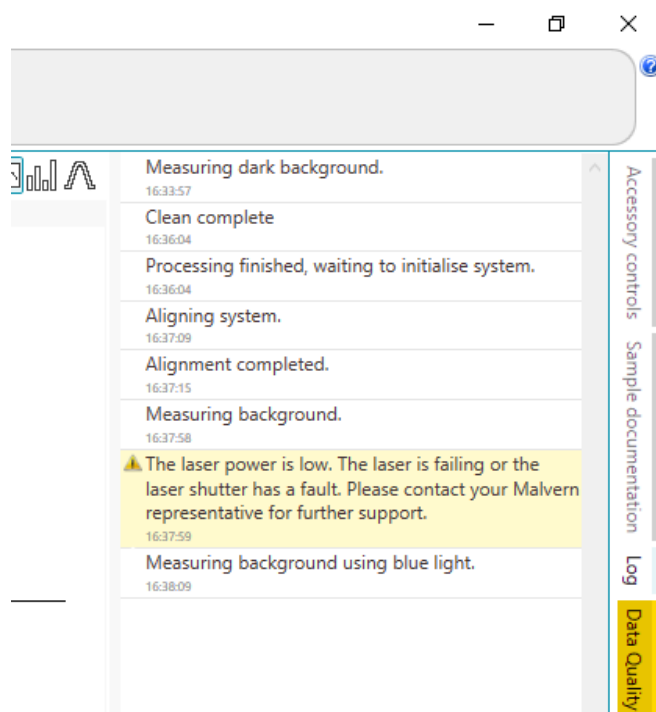 Measuring dark background.
16:33:57
Clean complete
16:36:04
Processing finished, waiting to initialise system.
16:36:04
Aligning system.
16:37:09
Alignment completed.
16:37:15
Measuring background.
16:37:58
The laser power is low. The laser is failing or the
laser shutter has a fault. Please contact your Malvern
representative for further support.
16:37:59
Measuring background using blue light.
16:38:09
Accessory controls
Sample documentation
Log
Data Quality